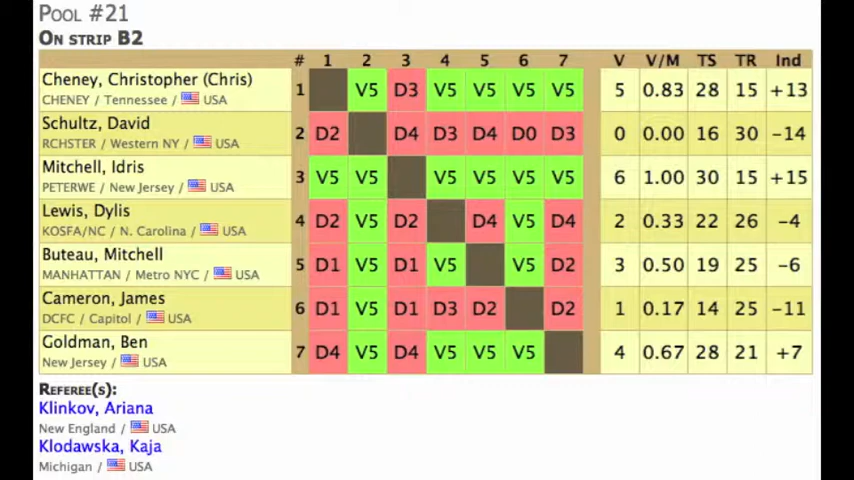 POOL #21
ON STRIP B2
# 1 2 3 4 5 6 7 V V/M TS TR Ind
Cheney, Christopher (Chris) 1 V5 D3 V5 V5 V5 V5 5 0.83 28 15 +13
CHENEY / Tennessee / USA
Schultz, David 2 D2 D4 D3 D4 D0 D3 0 0.00 16 30 −14
RCHSTER / Western NY / USA
Mitchell, Idris 3 V5 V5 V5 V5 V5 V5 6 1.00 30 15 +15
PETERWE / New Jersey / USA
Lewis, Dylis 4 D2 V5 D2 D4 V5 D4 2 0.33 22 26 −4
KOSFA/NC / N. Carolina / USA
Buteau, Mitchell 5 D1 V5 D1 V5 V5 D2 3 0.50 19 25 −6
MANHATTAN / Metro NYC / USA
Cameron, James 6 D1 V5 D1 D3 D2 D2 1 0.17 14 25 −11
DCFC / Capitol / USA
Goldman, Ben 7 D4 V5 D4 V5 V5 V5 4 0.67 28 21 +7
New Jersey / USA
REFEREE(S):
Klinkov, Ariana
New England / USA
Klodawska, Kaja
Michigan / USA